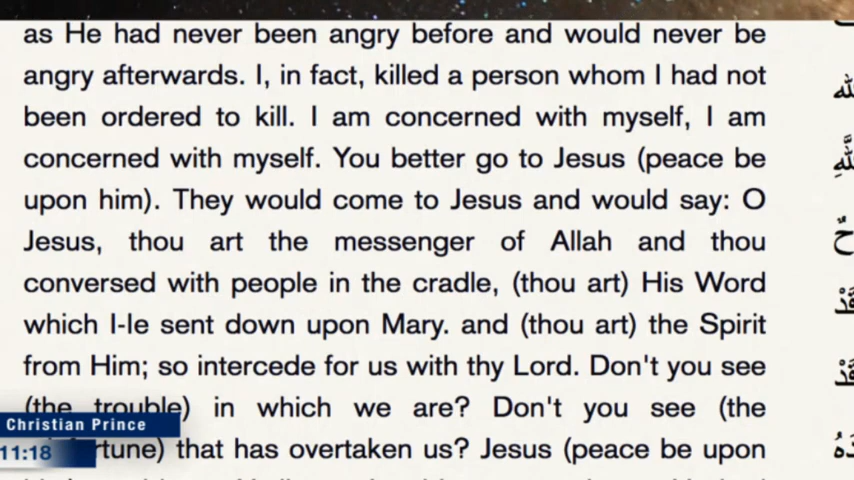 as He had never been angry before and would never be
angry afterwards. I, in fact, killed a person whom I had not
been ordered to kill. I am concerned with myself, I am
concerned with myself. You better go to Jesus (peace be
upon him). They would come to Jesus and would say: O
Jesus, thou art the messenger of Allah and thou
conversed with people in the cradle, (thou art) His Word
which I-Ie sent down upon Mary. and (thou art) the Spirit
from Him; so intercede for us with thy Lord. Don't you see
(the trouble) in which we are? Don't you see (the
that has overtaken us? Jesus (peace be upon
Christian Prince
11:18